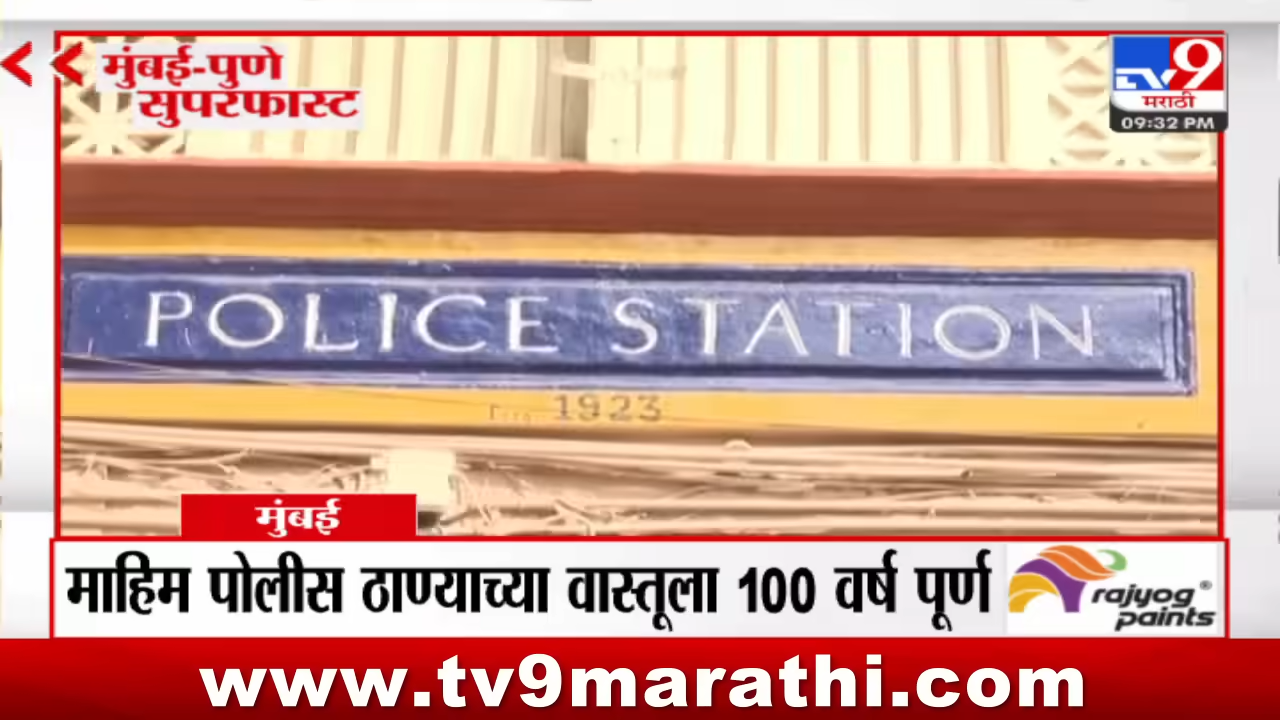 मुंबई-पुणे
सुपरफास्ट
TV9
मराठी
09:32 PM
POLICE STATION
1923
मुंबई
माहिम पोलीस ठाण्याच्या वास्तूला 100 वर्ष पूर्ण
rajyog®
paints
www.tv9marathi.com